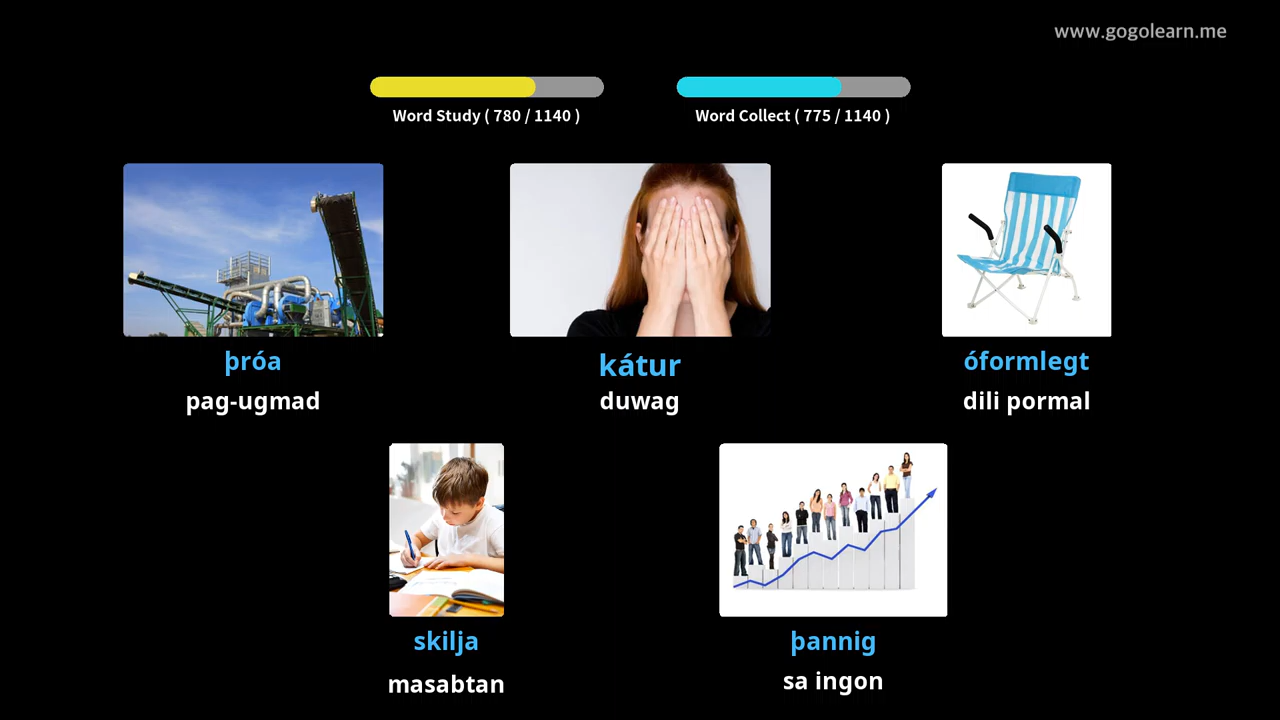 www.gogolearn.me
Word Study ( 780 / 1140 )
Word Collect ( 775 / 1140 )
þróa
pag-ugmad
kátur
duwag
óformlegt
dili pormal
skilja
masabtan
þannig
sa ingon